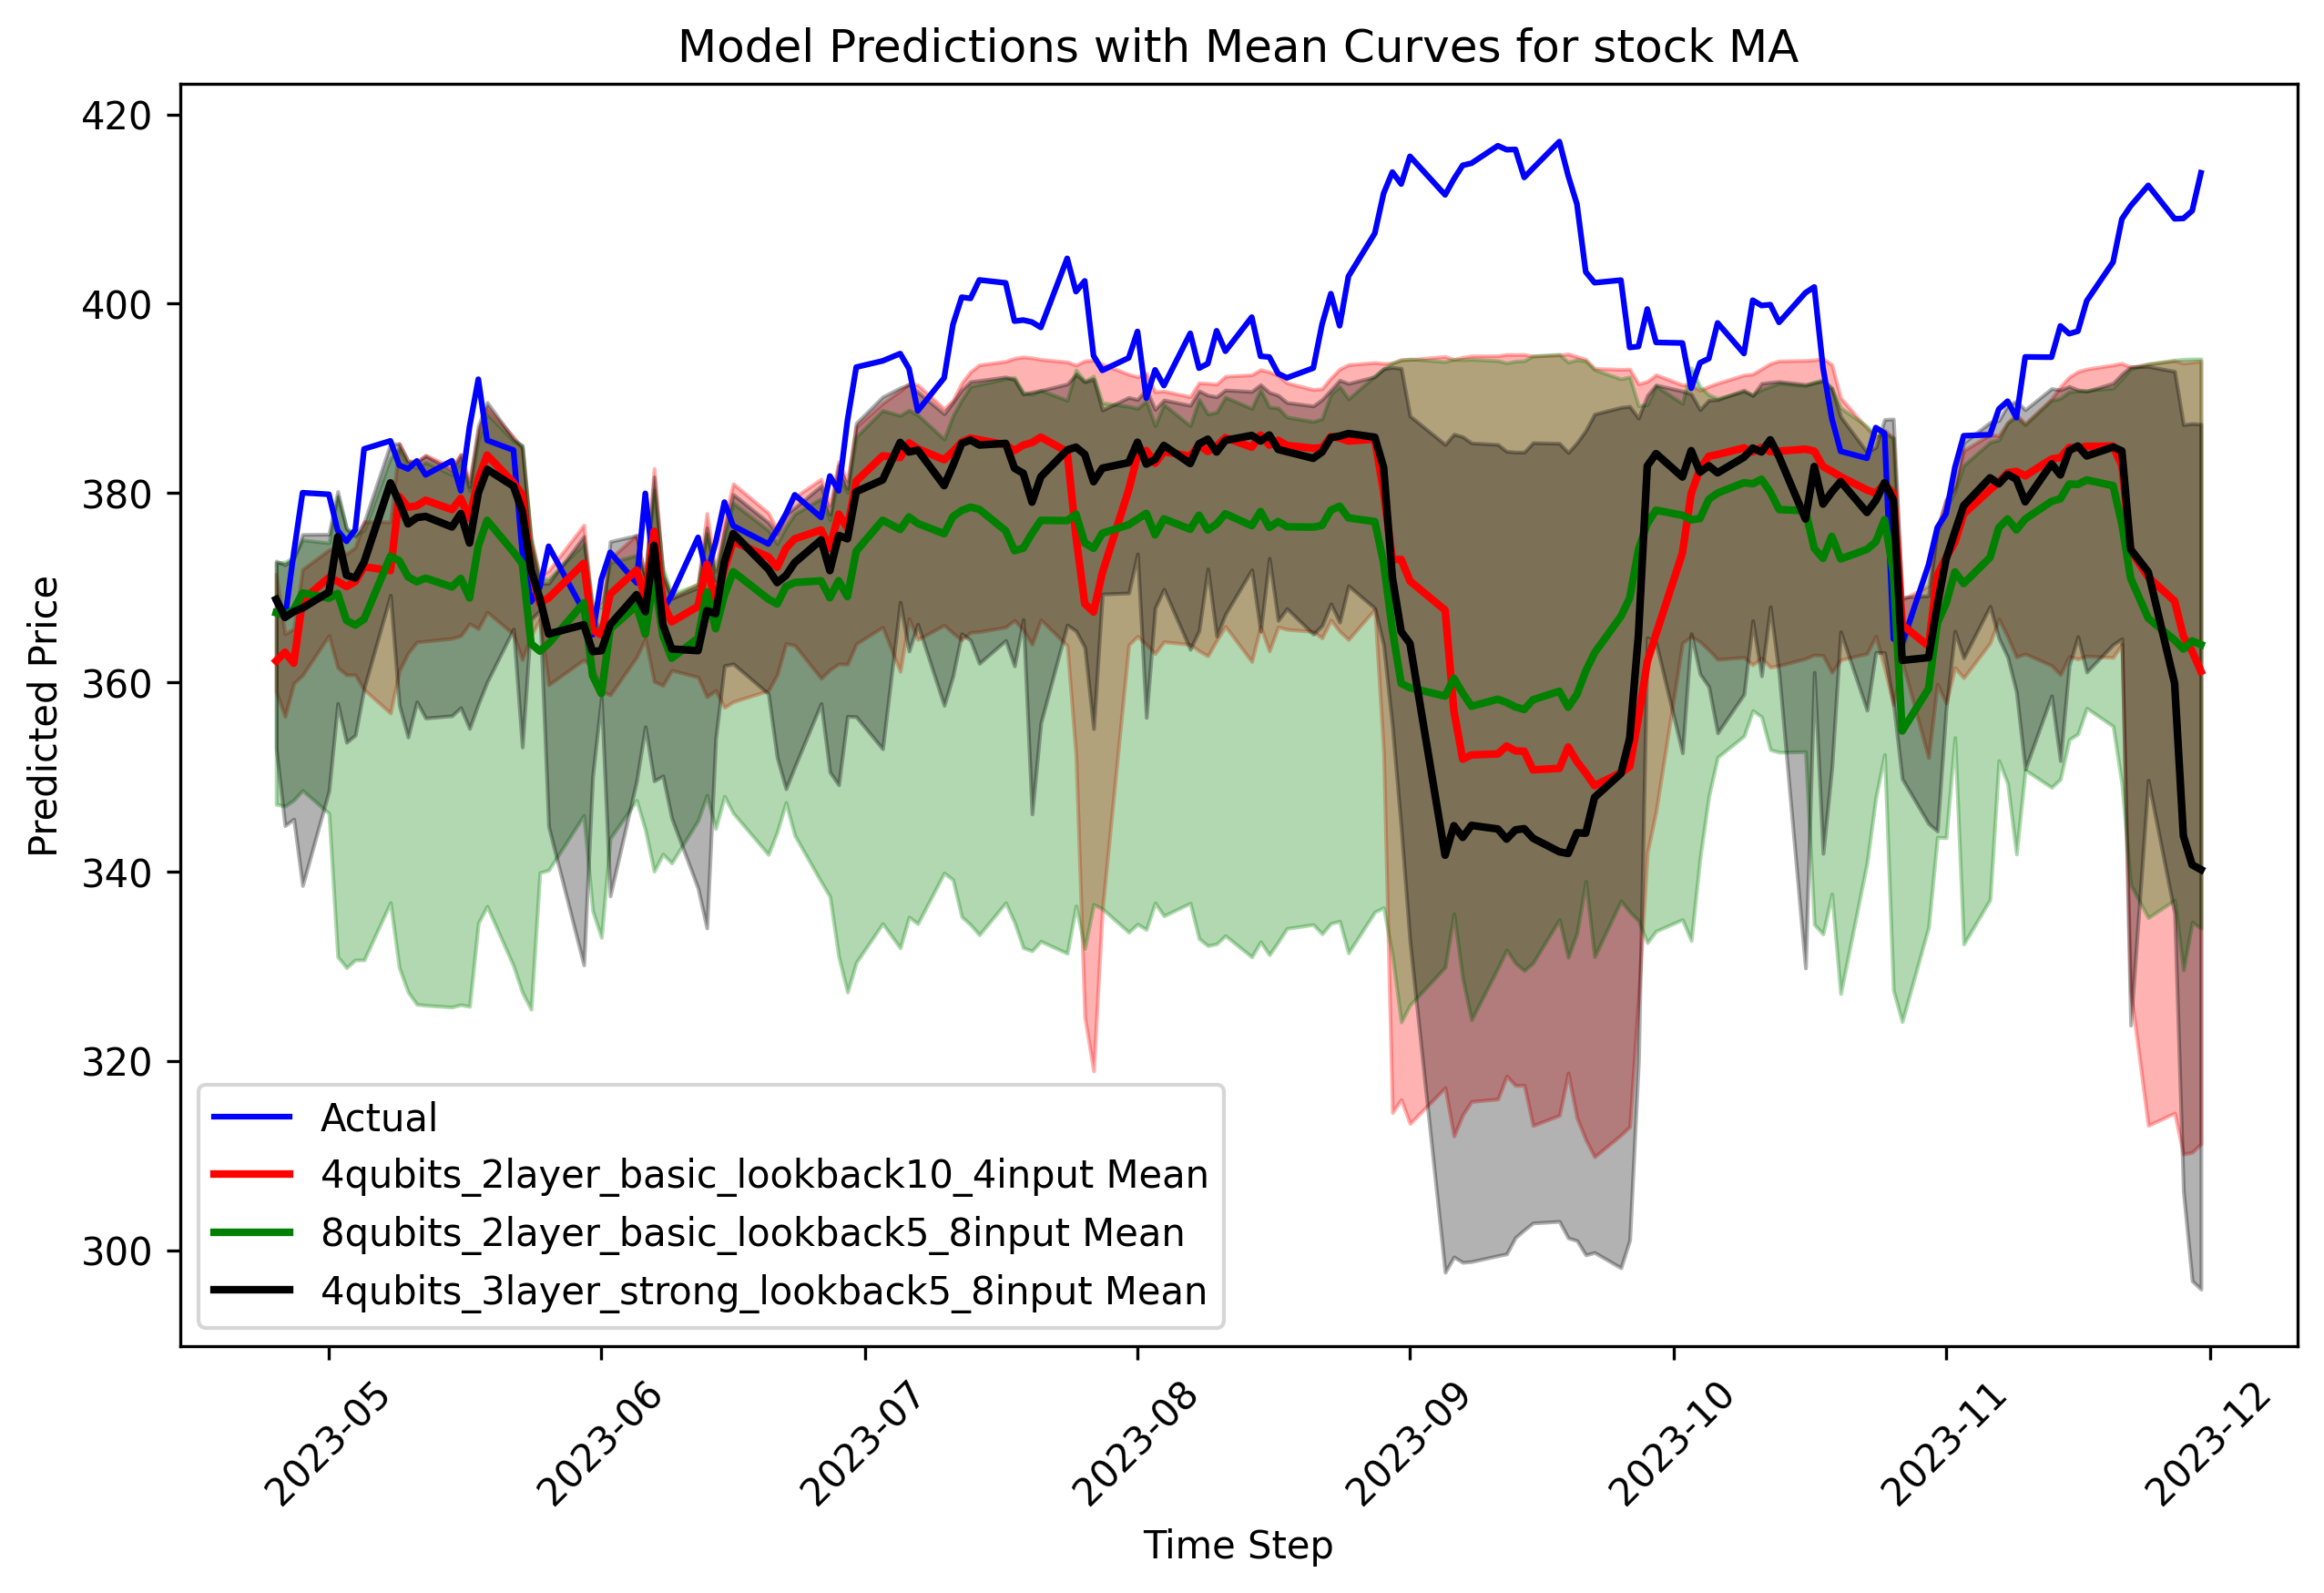 Model Predictions with Mean Curves for stock MA
Predicted Price
420
400
380
360
340
320
300
Actual
4qubits_2layer_basic_lookback10_4input Mean
8qubits_2layer_basic_lookback5_8input Mean
4qubits_3layer_strong_lookback5_8input Mean
2023-05
2023-06
2023-07
2023-08
2023-09
2023-10
2023-11
2023-12
Time Step